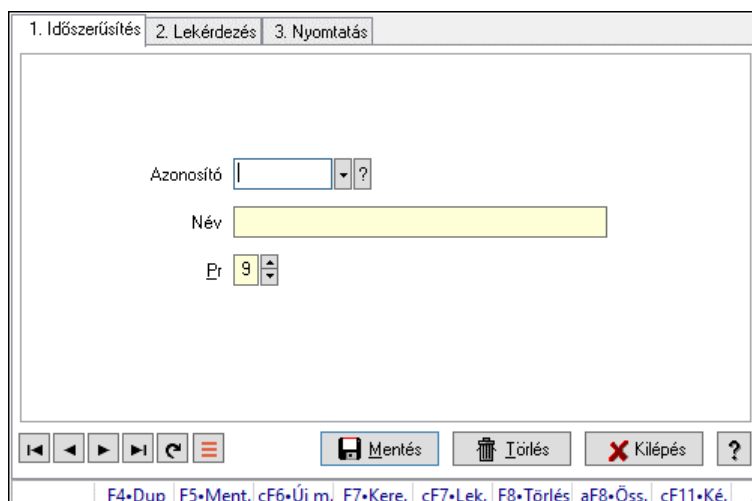 1. Időszerűsítés 2. Lekérdezés 3. Nyomtatás
Azonosító ?
Név
Pr 9
Mentés Törlés Kilépés ?
F4•Dup F5•Ment. cF6•Új m. F7•Kere. cF7•Lek. F8•Törlés aF8•Öss. cF11•Ké.